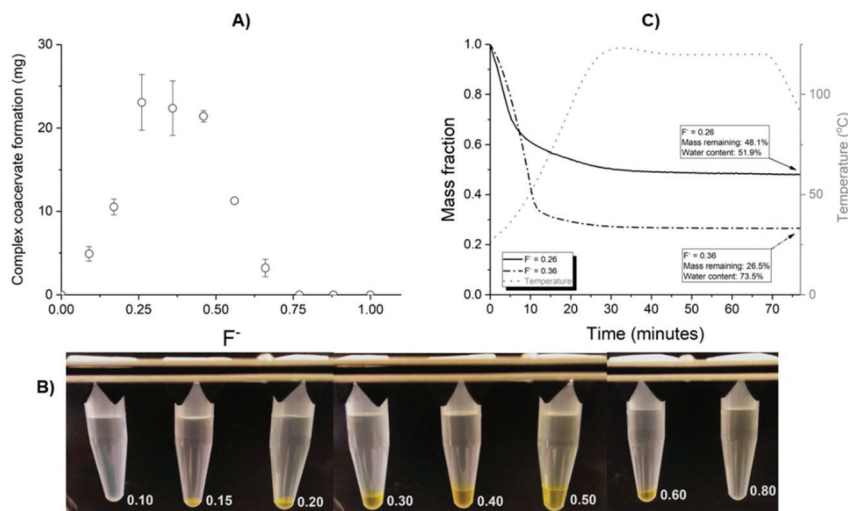 A)
Complex coacervate formation (mg)
30
20
10
0
0.00
0.25
0.50
0.75
1.00
F⁻
C)
Mass fraction
1.0
0.8
0.6
0.4
0.2
0.0
0
10
20
30
40
50
60
70
Time (minutes)
Temperature (°C)
100
50
0
F⁻ = 0.26
Mass remaining: 48.1%
Water content: 51.9%
F⁻ = 0.36
Mass remaining: 26.5%
Water content: 73.5%
F⁻ = 0.26
F⁻ = 0.36
Temperature
B)
0.10
0.15
0.20
0.30
0.40
0.50
0.60
0.80